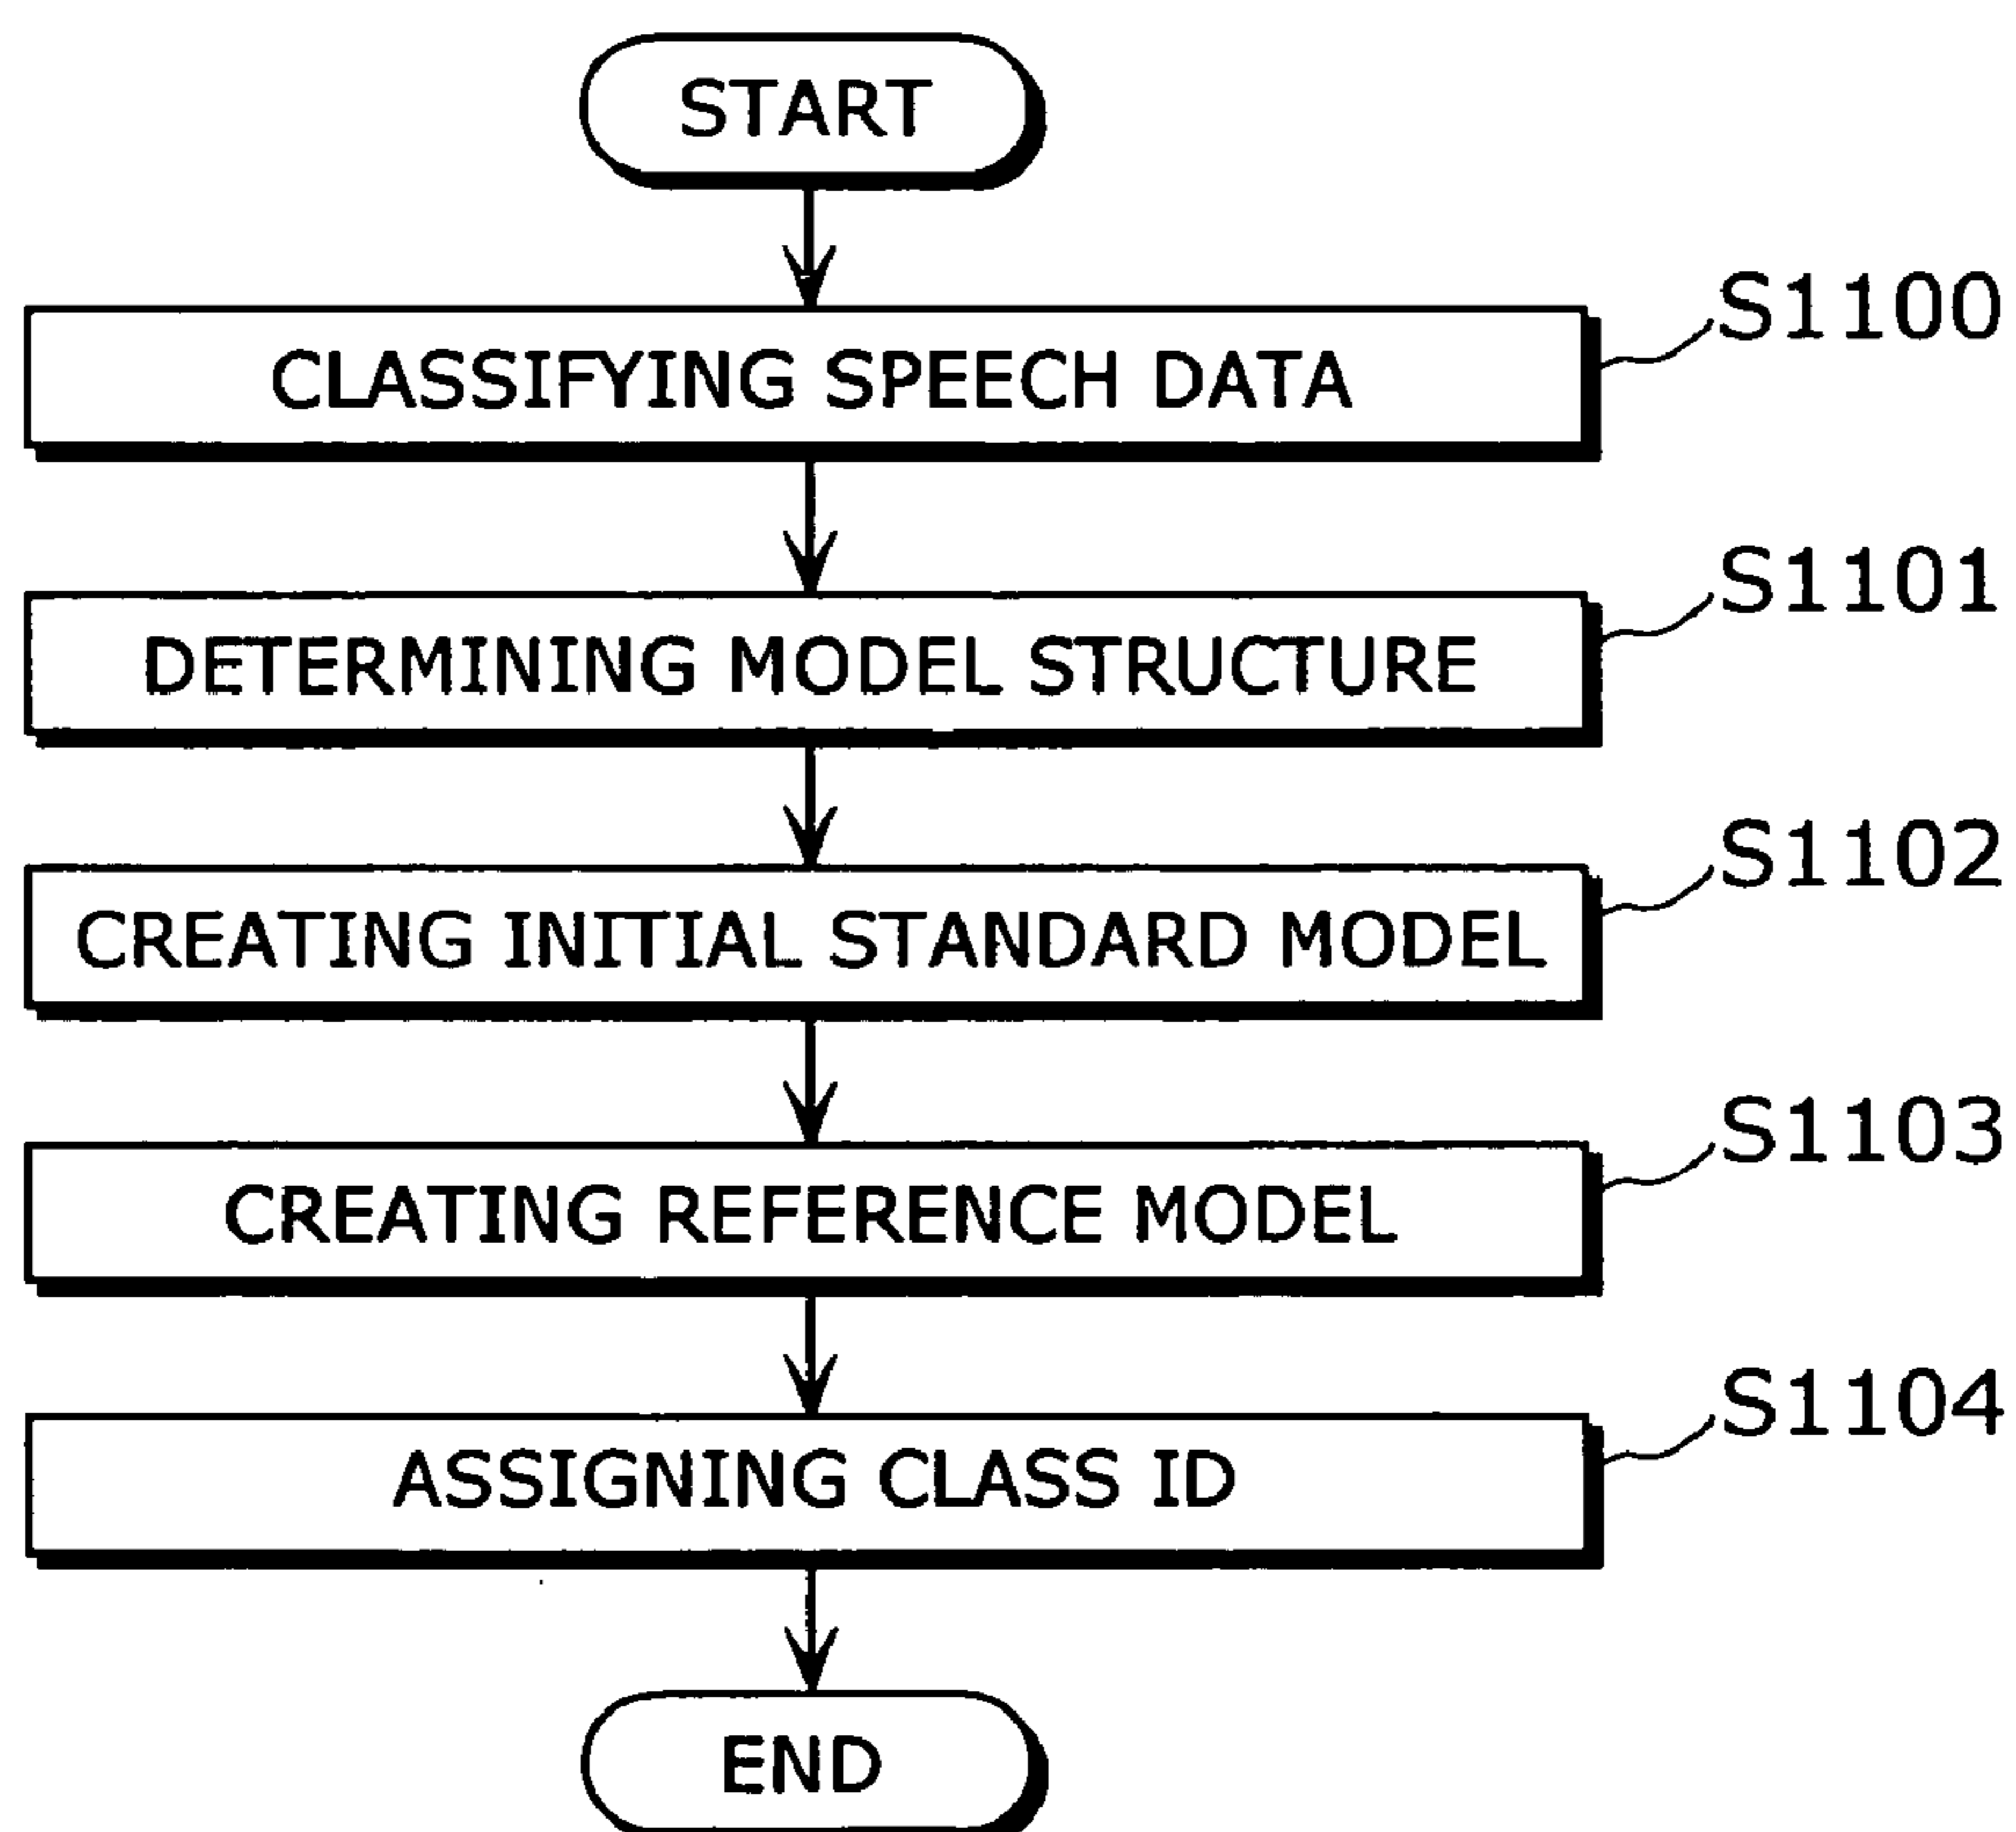 START
S1100
CLASSIFYING SPEECH DATA
S1101
DETERMINING MODEL STRUCTURE
S1102
CREATING INITIAL STANDARD MODEL
S1103
CREATING REFERENCE MODEL
S1104
ASSIGNING CLASS ID
END